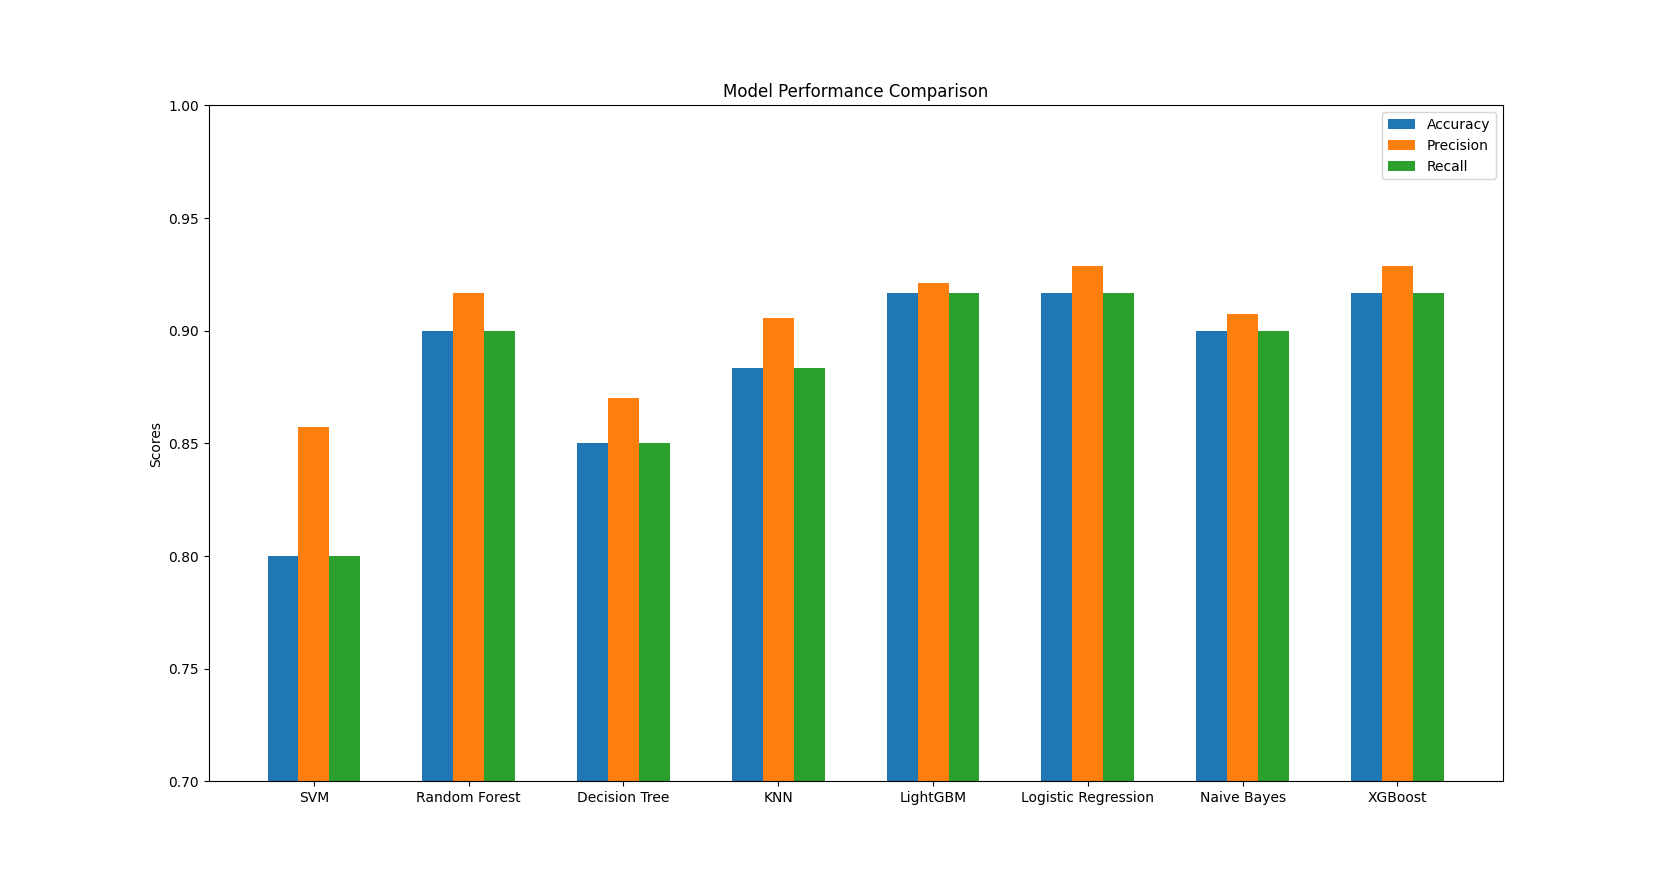 Model Performance Comparison
1.00
0.95
0.90
0.85
0.80
0.75
0.70
Scores
Accuracy
Precision
Recall
SVM
Random Forest
Decision Tree
KNN
LightGBM
Logistic Regression
Naive Bayes
XGBoost